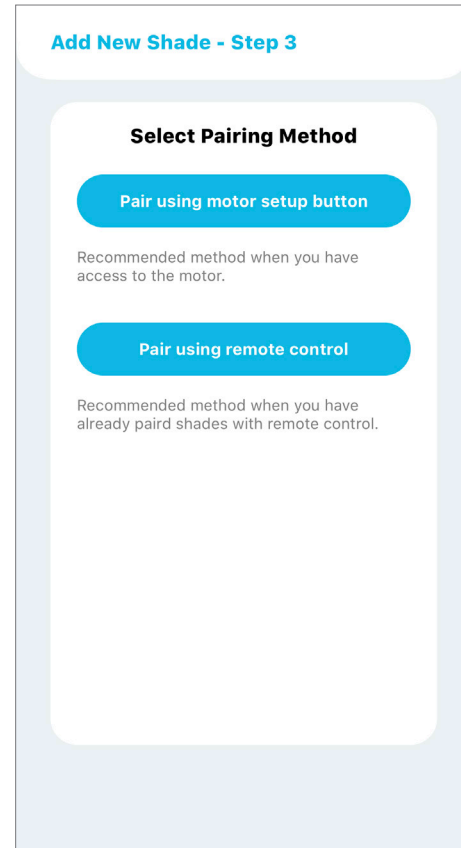 Add New Shade - Step 3
Select Pairing Method
Pair using motor setup button
Recommended method when you have
access to the motor.
Pair using remote control
Recommended method when you have
already paird shades with remote control.